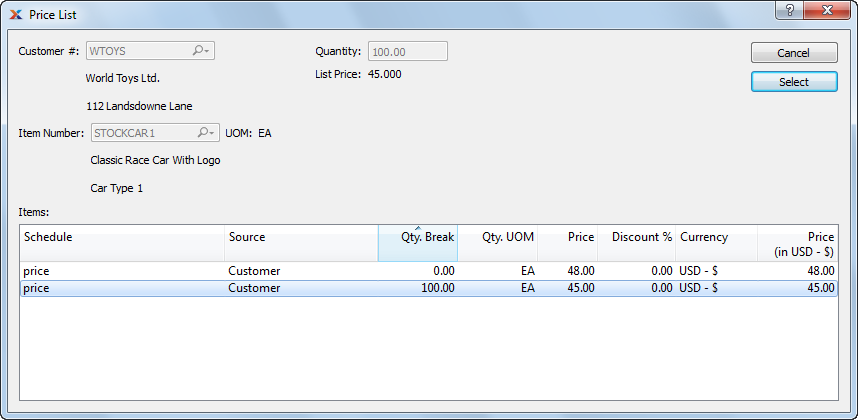 Price List
Customer #: WTOYS Quantity: 100.00 Cancel
World Toys Ltd. List Price: 45.000 Select
112 Landsdowne Lane
Item Number: STOCKCAR1 UOM: EA
Classic Race Car With Logo
Car Type 1
Items:
Schedule Source Qty. Break Qty. UOM Price Discount % Currency Price
(in USD - $)
price Customer 0.00 EA 48.00 0.00 USD - $ 48.00
price Customer 100.00 EA 45.00 0.00 USD - $ 45.00